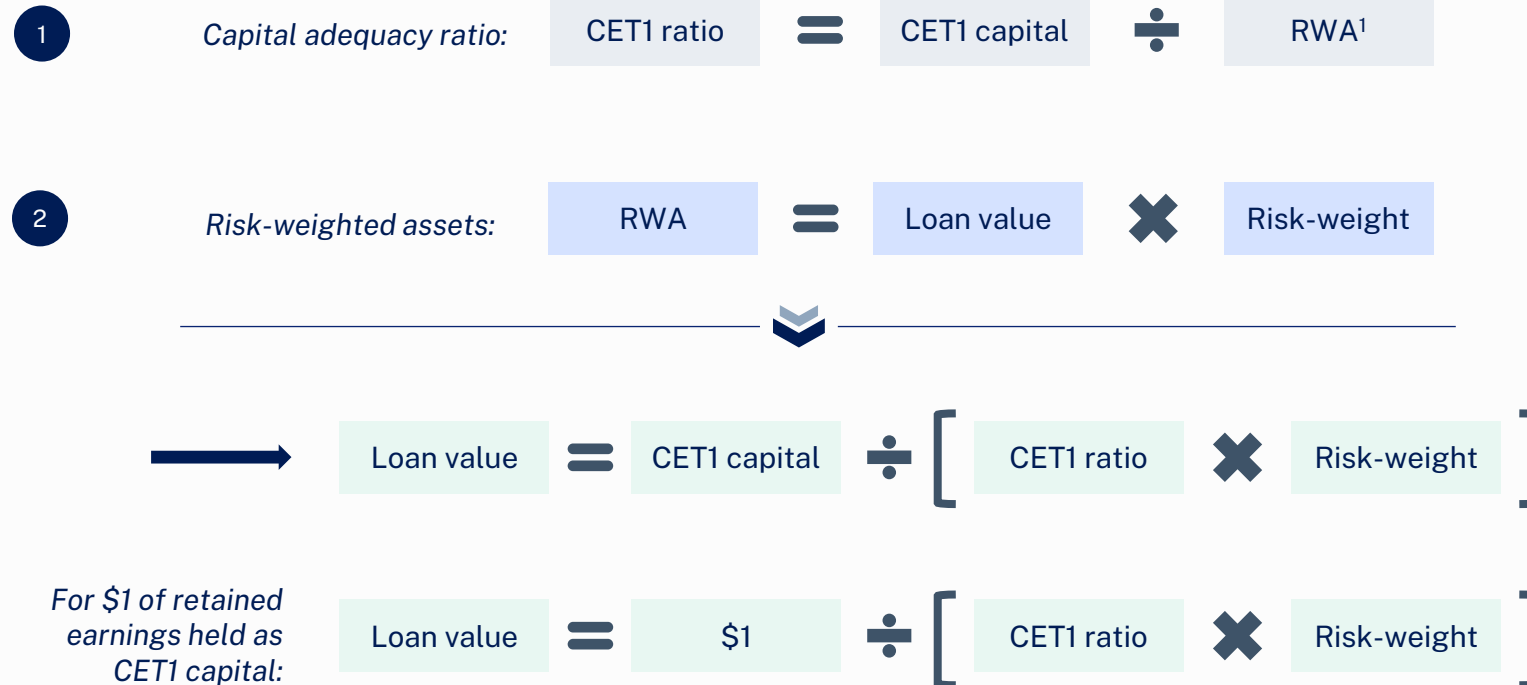 1 Capital adequacy ratio: CET1 ratio = CET1 capital ÷ RWA¹
2 Risk-weighted assets: RWA = Loan value × Risk-weight
Loan value = CET1 capital ÷ [ CET1 ratio × Risk-weight ]
For $1 of retained
earnings held as
CET1 capital:
Loan value = $1 ÷ [ CET1 ratio × Risk-weight ]